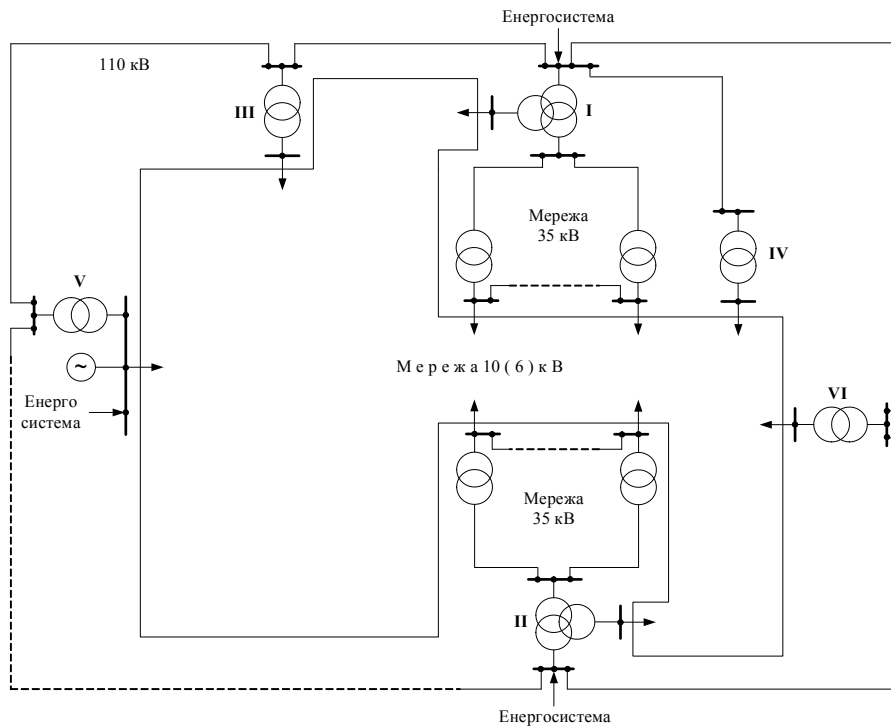 Енергосистема
110 кВ
III
I
Мережа
35 кВ
IV
V
~
М е р е ж а 10 ( 6 ) к В
Енерго
система
VI
Мережа
35 кВ
II
Енергосистема